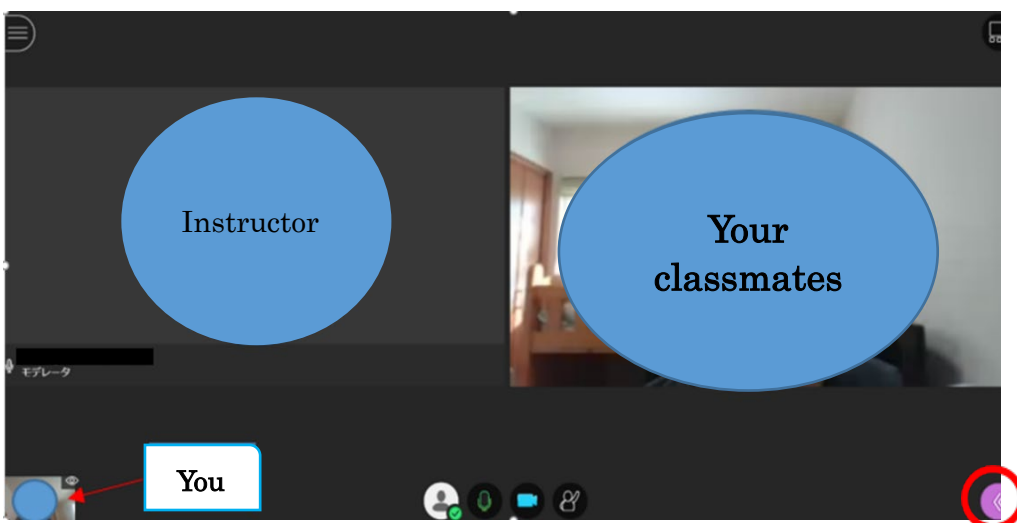 Instructor
Your
classmates
モデレータ
You